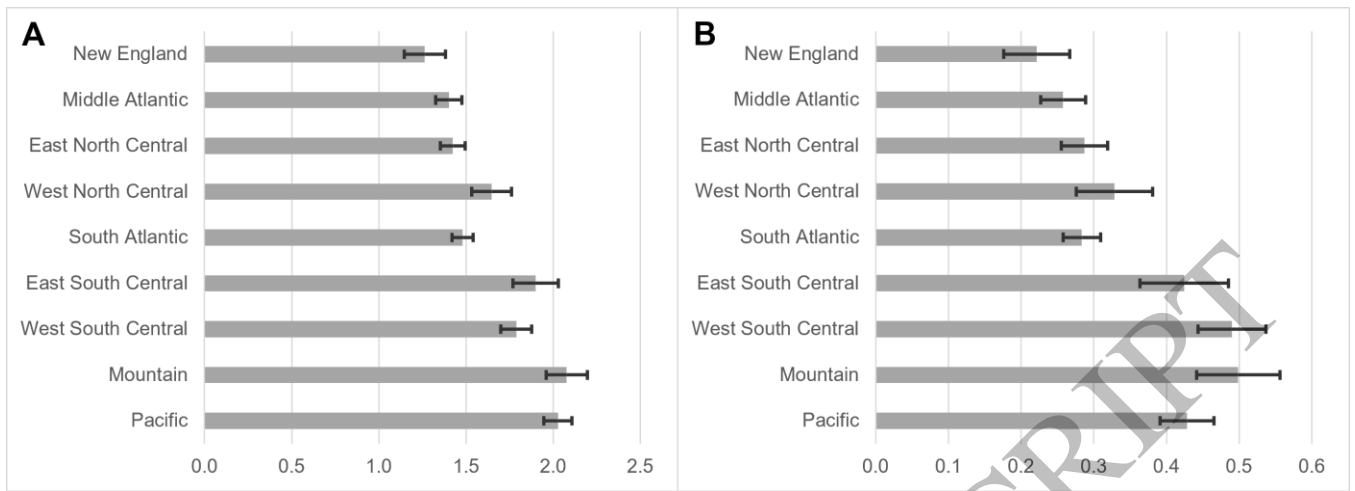 A
New England
Middle Atlantic
East North Central
West North Central
South Atlantic
East South Central
West South Central
Mountain
Pacific
0.0 0.5 1.0 1.5 2.0 2.5
B
New England
Middle Atlantic
East North Central
West North Central
South Atlantic
East South Central
West South Central
Mountain
Pacific
0.0 0.1 0.2 0.3 0.4 0.5 0.6
CRIPT